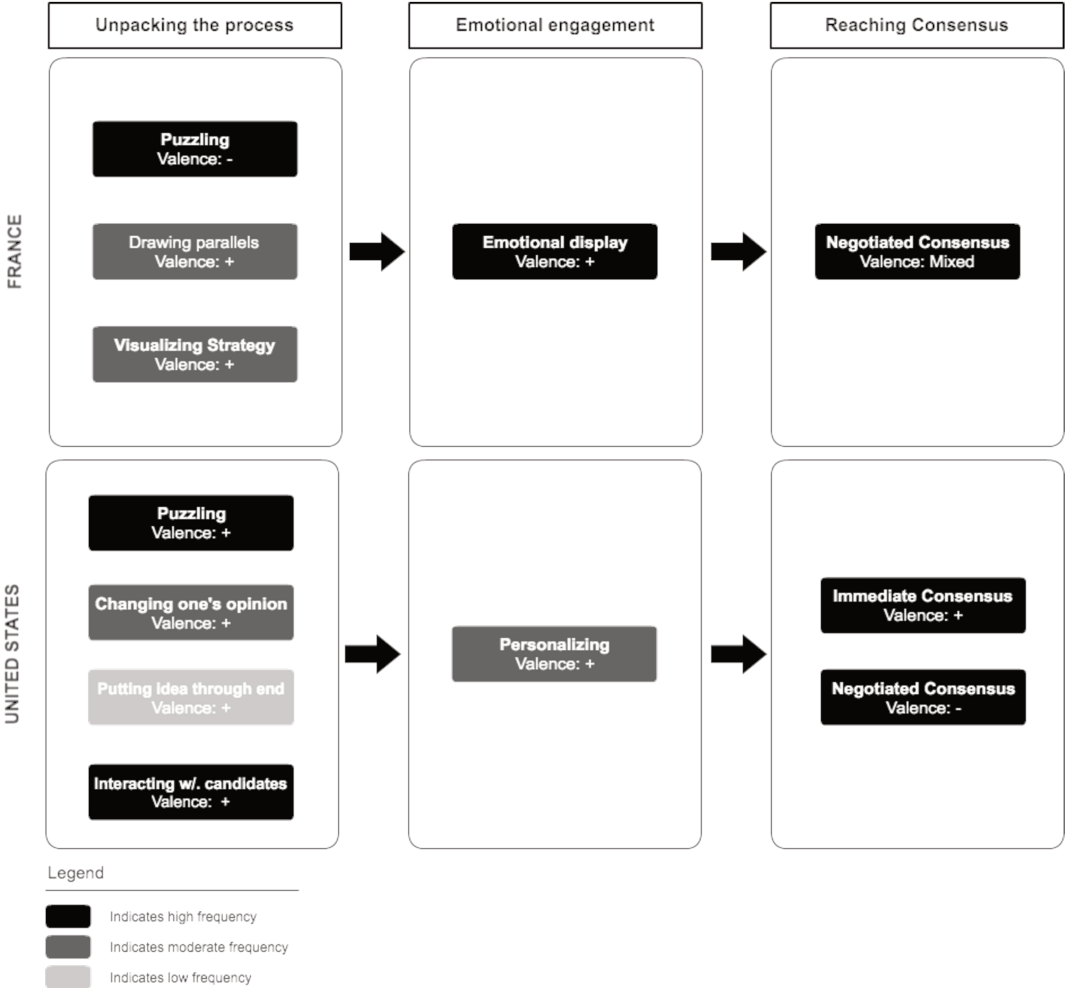 Unpacking the process
Emotional engagement
Reaching Consensus
FRANCE
Puzzling
Valence: -
Drawing parallels
Valence: +
Visualizing Strategy
Valence: +
Emotional display
Valence: +
Negotiated Consensus
Valence: Mixed
UNITED STATES
Puzzling
Valence: +
Changing one's opinion
Valence: +
Putting idea through end
Valence: +
Interacting w/. candidates
Valence: +
Personalizing
Valence: +
Immediate Consensus
Valence: +
Negotiated Consensus
Valence: -
Legend
Indicates high frequency
Indicates moderate frequency
Indicates low frequency